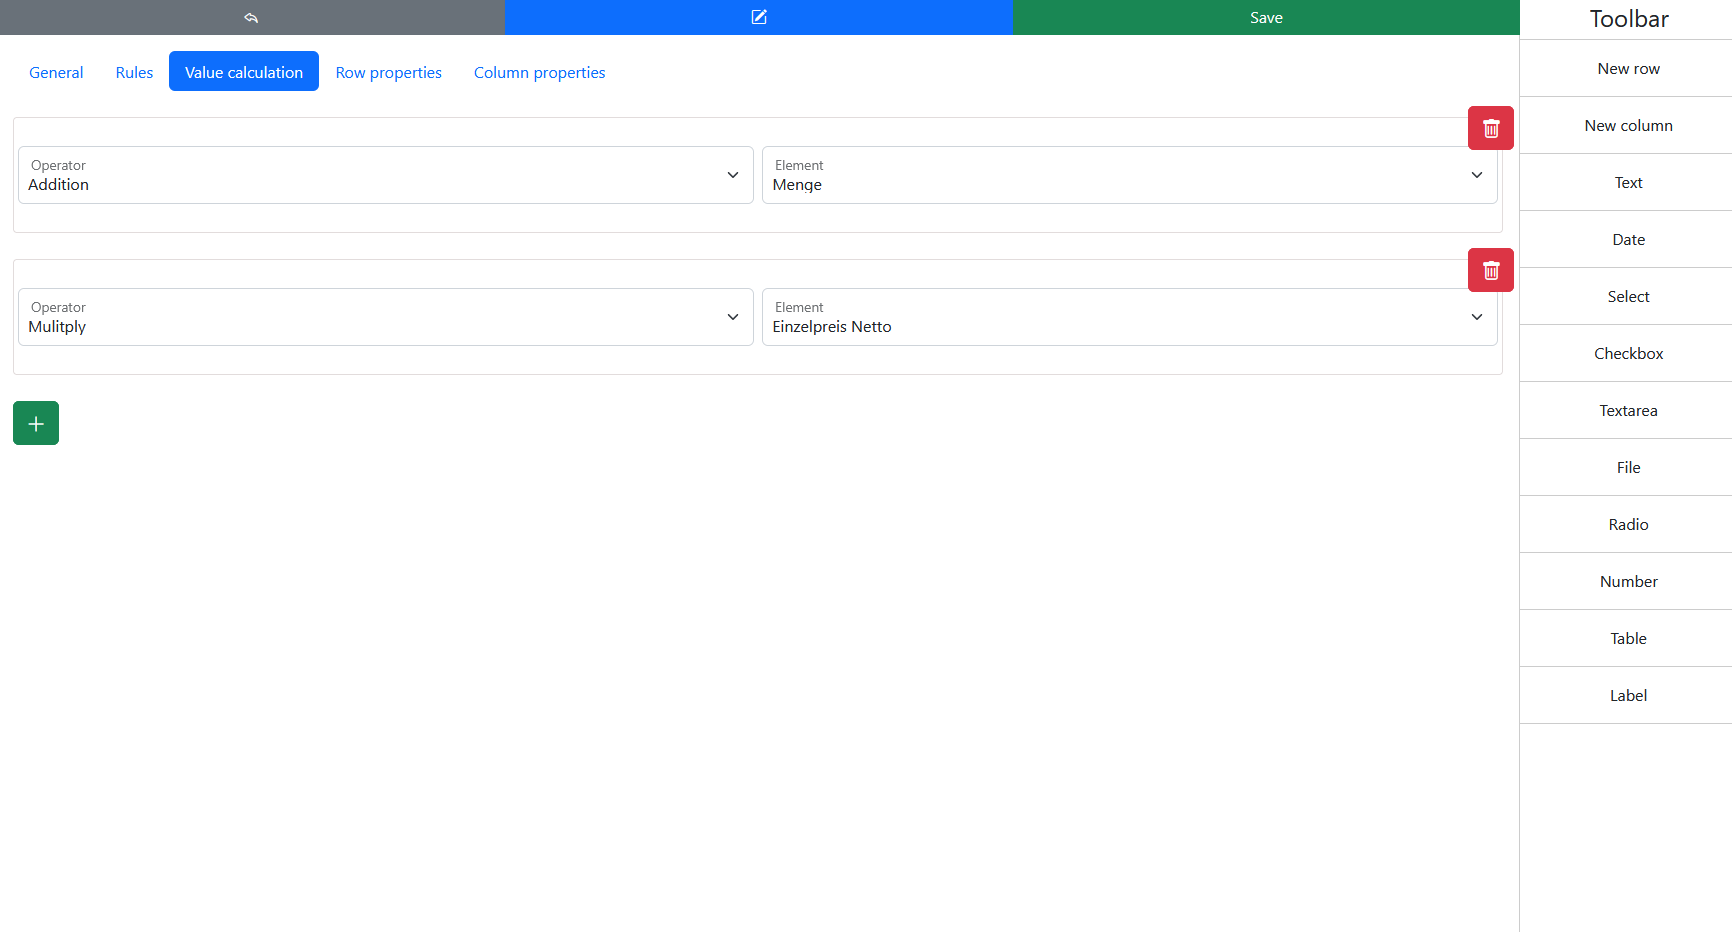 Save
Toolbar
General
Rules
Value calculation
Row properties
Column properties
Operator
Addition
Element
Menge
Operator
Mulitply
Element
Einzelpreis Netto
New row
New column
Text
Date
Select
Checkbox
Textarea
File
Radio
Number
Table
Label